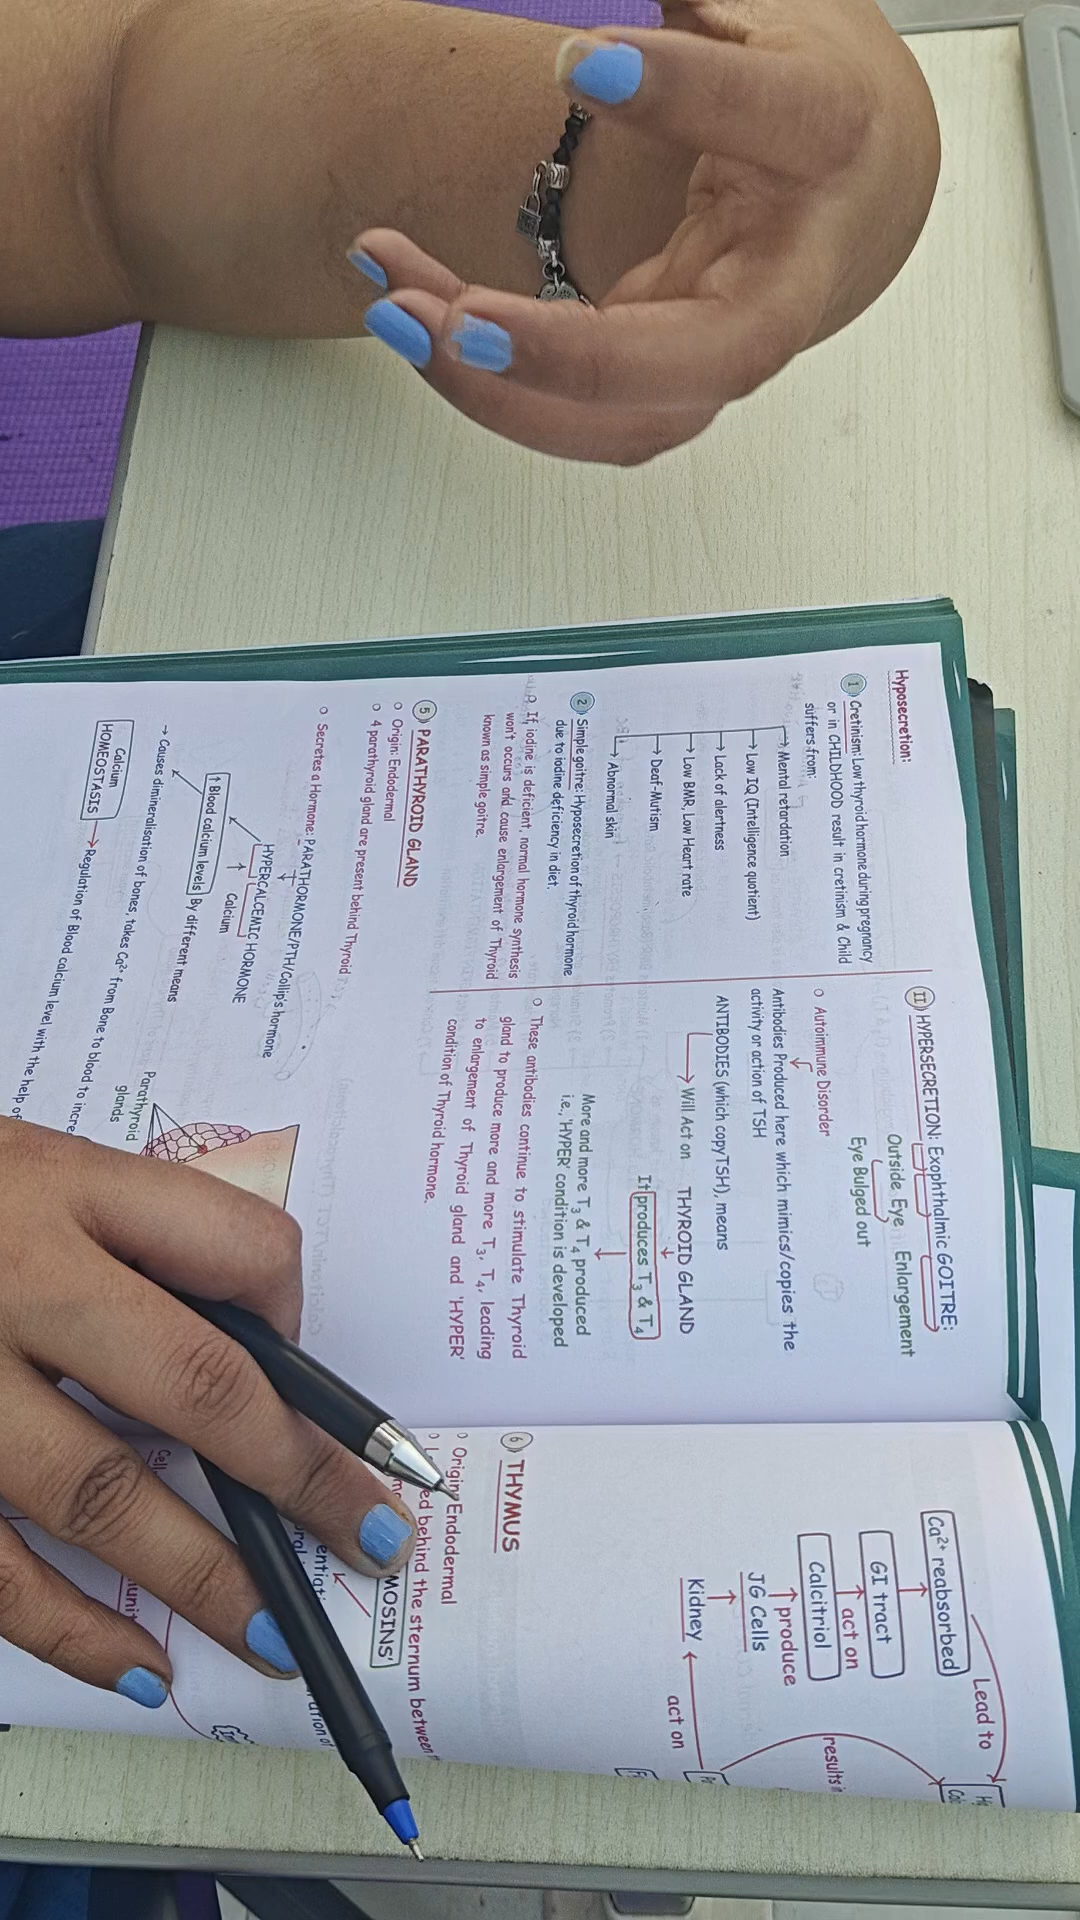 Hyposecretion:
1 Cretinism: Low thyroid hormone during pregnancy
or in CHILDHOOD result in cretinism & Child
suffers from:
→ Mental retardation
→ Low IQ (Intelligence quotient)
→ Lack of alertness
→ Low BMR, Low Heart rate
→ Deaf-Mutism
→ Abnormal skin
2 Simple goitre: Hyposecretion of thyroid hormone
due to iodine deficiency in diet.
If, iodine is deficient, normal hormone synthesis
won't occurs and cause enlargement of Thyroid
known as simple goitre.
II HYPERSECRETION: Exophthalmic GOITRE:
Outside Eye Enlargement
Eye Bulged out
Autoimmune Disorder
Antibodies Produced here which mimics/copies the
activity or action of TSH
ANTIBODIES (which copy TSH), means
→ Will Act on THYROID GLAND
It produces T3 & T4
More and more T3 & T4 produced
i.e., 'HYPER' condition is developed
These antibodies continue to stimulate Thyroid
gland to produce more and more T3, T4, leading
to enlargement of Thyroid gland and 'HYPER'
condition of Thyroid hormone.
5 PARATHYROID GLAND
Origin: Endodermal
4 parathyroid gland are present behind Thyroid
Secretes a Hormone: PARATHORMONE/PTH/Collip's hormone
HYPERCALCEMIC HORMONE
↑ Calcium
↑ Blood calcium levels By different means
→ Causes dimineralisation of bones, takes Ca2+ from Bone to blood to incre
Calcium
HOMEOSTASIS → Regulation of Blood calcium level with the help of
Parathyroid
glands
Ca2+ reabsorbed
Lead to
GI tract
act on
Calcitriol
produce
JG Cells
Kidney
act on
results
6 THYMUS
Origin Endodermal
ed behind the sternum between
MOSINS'